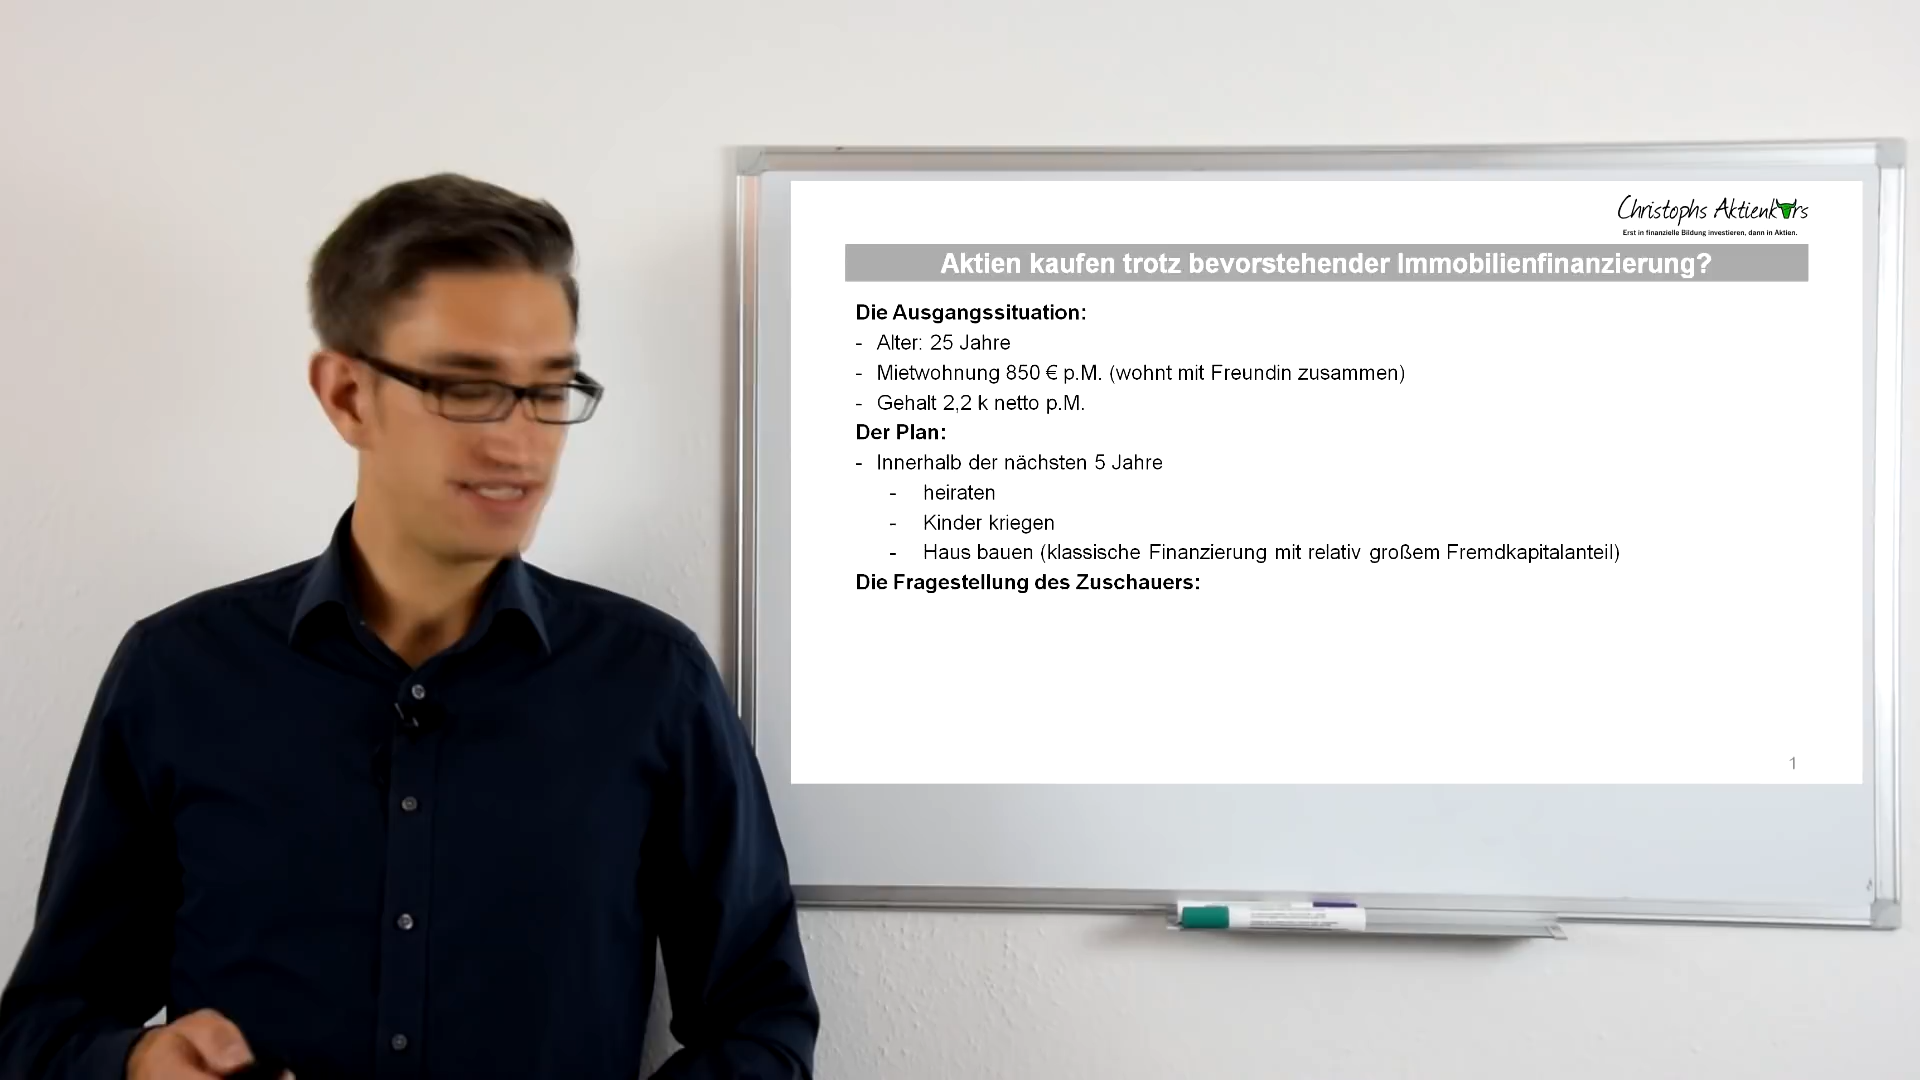 Christophs Aktienkurs
Erst in finanzielle Bildung investieren, dann in Aktien.
Aktien kaufen trotz bevorstehender Immobilienfinanzierung?
Die Ausgangssituation:
- Alter: 25 Jahre
- Mietwohnung 850 € p.M. (wohnt mit Freundin zusammen)
- Gehalt 2,2 k netto p.M.
Der Plan:
- Innerhalb der nächsten 5 Jahre
- heiraten
- Kinder kriegen
- Haus bauen (klassische Finanzierung mit relativ großem Fremdkapitalanteil)
Die Fragestellung des Zuschauers:
1